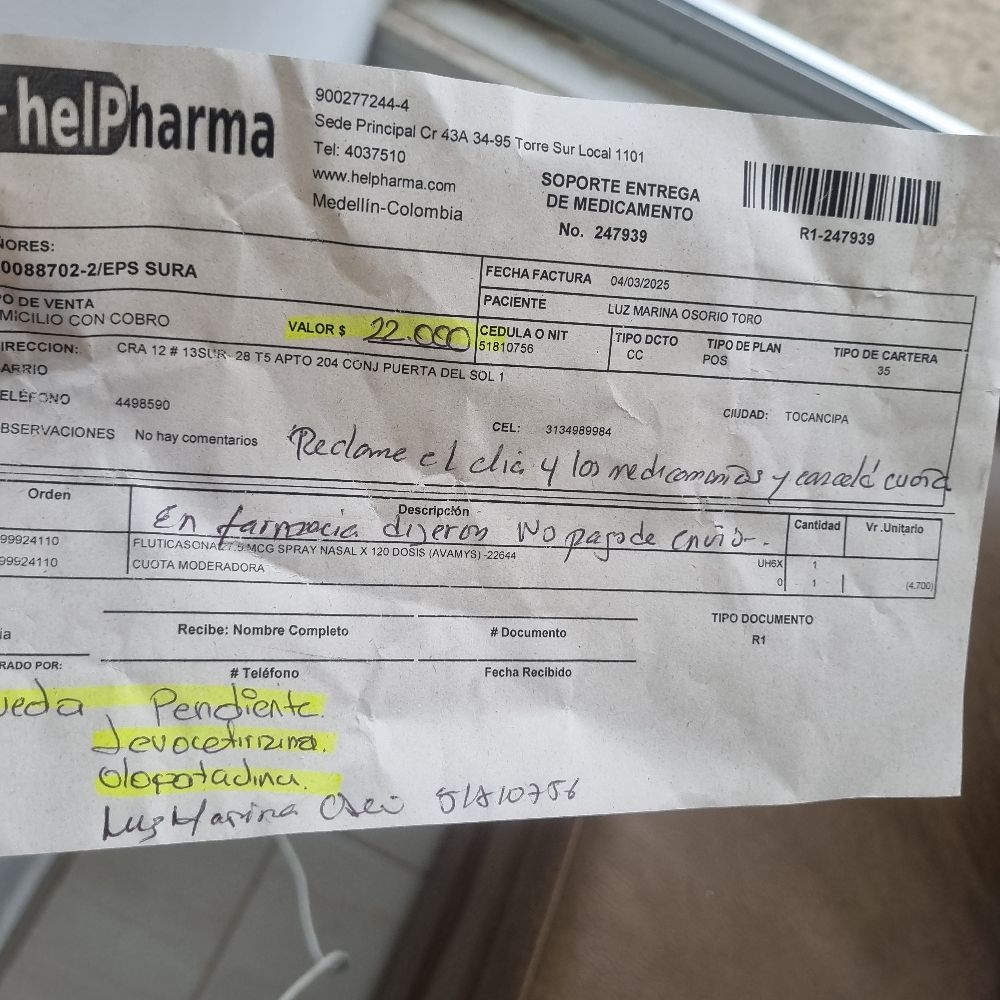 helPharma
900277244-4
Sede Principal Cr 43A 34-95 Torre Sur Local 1101
Tel: 4037510
www.helpharma.com
Medellín-Colombia
SOPORTE ENTREGA
DE MEDICAMENTO
No. 247939
R1-247939
ÑORES:
0088702-2/EPS SURA
FECHA FACTURA 04/03/2025
PACIENTE LUZ MARINA OSORIO TORO
O DE VENTA
MICILIO CON COBRO
VALOR $ 22.000
CEDULA O NIT
51810756
TIPO DCTO
CC
TIPO DE PLAN
POS
TIPO DE CARTERA
35
IRECCION: CRA 12 # 13SUR- 28 T5 APTO 204 CONJ PUERTA DEL SOL 1
ARRIO
ELÉFONO 4498590
CEL: 3134989984
CIUDAD: TOCANCIPA
BSERVACIONES No hay comentarios
Reclame el dia y los medicamentos y cancelé cuota
Orden Descripción Cantidad Vr .Unitario
En farmacia dijeron No pago de envio-.
99924110 FLUTICASONA 27.5 MCG SPRAY NASAL X 120 DOSIS (AVAMYS) -22644 UH6X 1
99924110 CUOTA MODERADORA 0 1 (4.700)
Recibe: Nombre Completo # Documento
TIPO DOCUMENTO
R1
ia
RADO POR:
# Teléfono Fecha Recibido
ueda Pendiente.
Levocetirizina.
Olopatadina.
Luz Marina 51810756